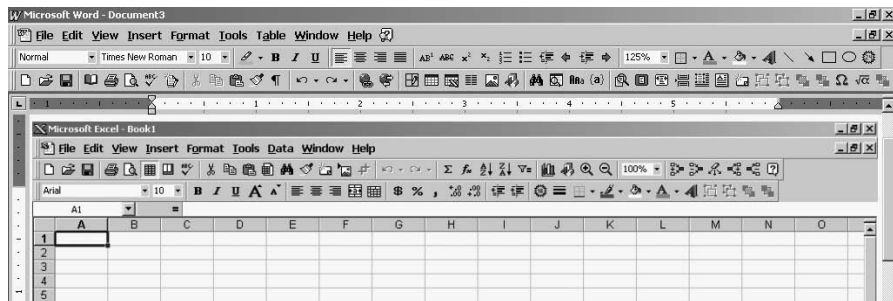 Microsoft Word - Document3
File Edit View Insert Format Tools Table Window Help
Normal Times New Roman 10 B I U 125%
1 1 2 3 4 5
Microsoft Excel - Book1
File Edit View Insert Format Tools Data Window Help
100%
Arial 10 B I U $ % ,
A1 =
A B C D E F G H I J K L M N O
1
2
3
4
5